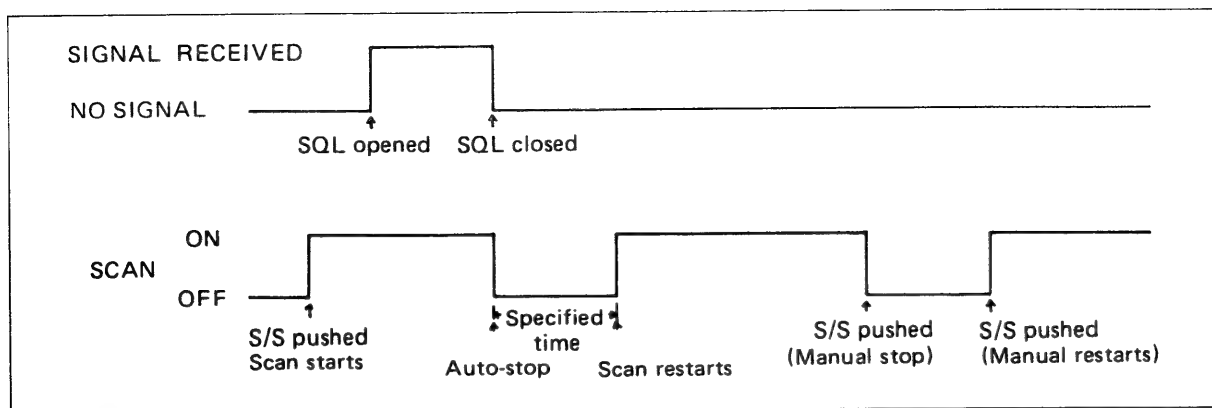 SIGNAL RECEIVED
NO SIGNAL
SQL opened
SQL closed
ON
SCAN
OFF
S/S pushed
Scan starts
Specified
time
Auto-stop
Scan restarts
S/S pushed
(Manual stop)
S/S pushed
(Manual restarts)